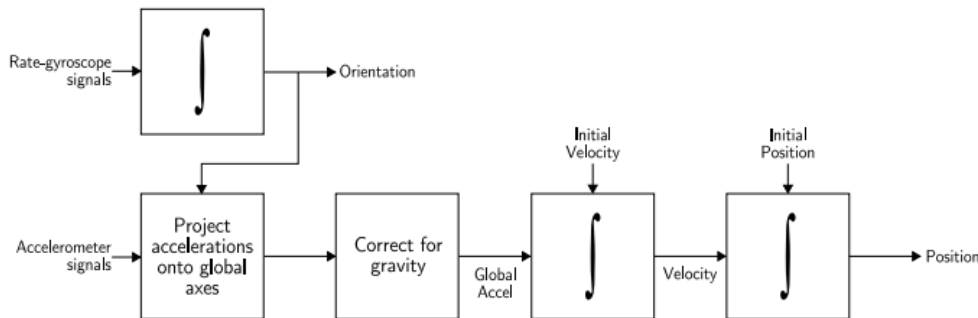 Rate-gyroscope
signals
∫
Orientation
Initial
Velocity
Initial
Position
Accelerometer
signals
Project
accelerations
onto global
axes
Correct for
gravity
Global
Accel
∫
Velocity
∫
Position